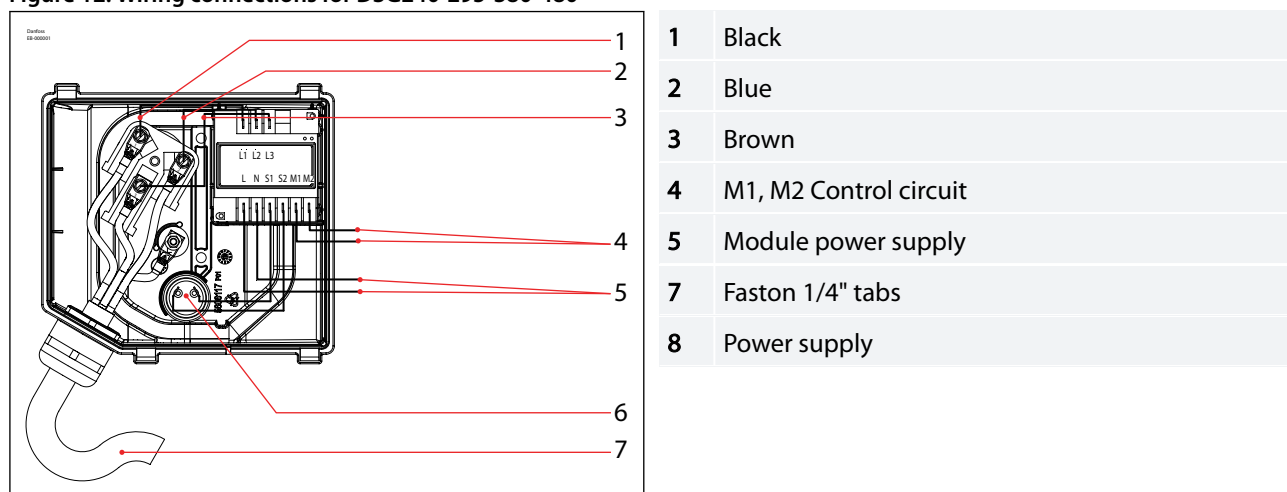 Figure 12: Wiring connections for DSG240-295-380-480
Danfoss
EB-000001
1
2
3
L1 L2 L3
L N S1 S2 M1 M2
4
5
6
7
1 Black
2 Blue
3 Brown
4 M1, M2 Control circuit
5 Module power supply
7 Faston 1/4" tabs
8 Power supply